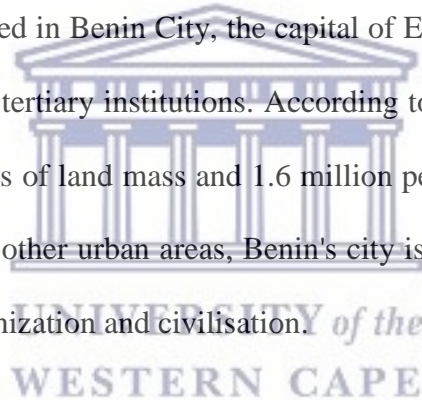 ed in Benin City, the capital of E
tertiary institutions. According to
s of land mass and 1.6 million pe
other urban areas, Benin's city is
nization and civilisation.
UNIVERSITY of the
WESTERN CAPE